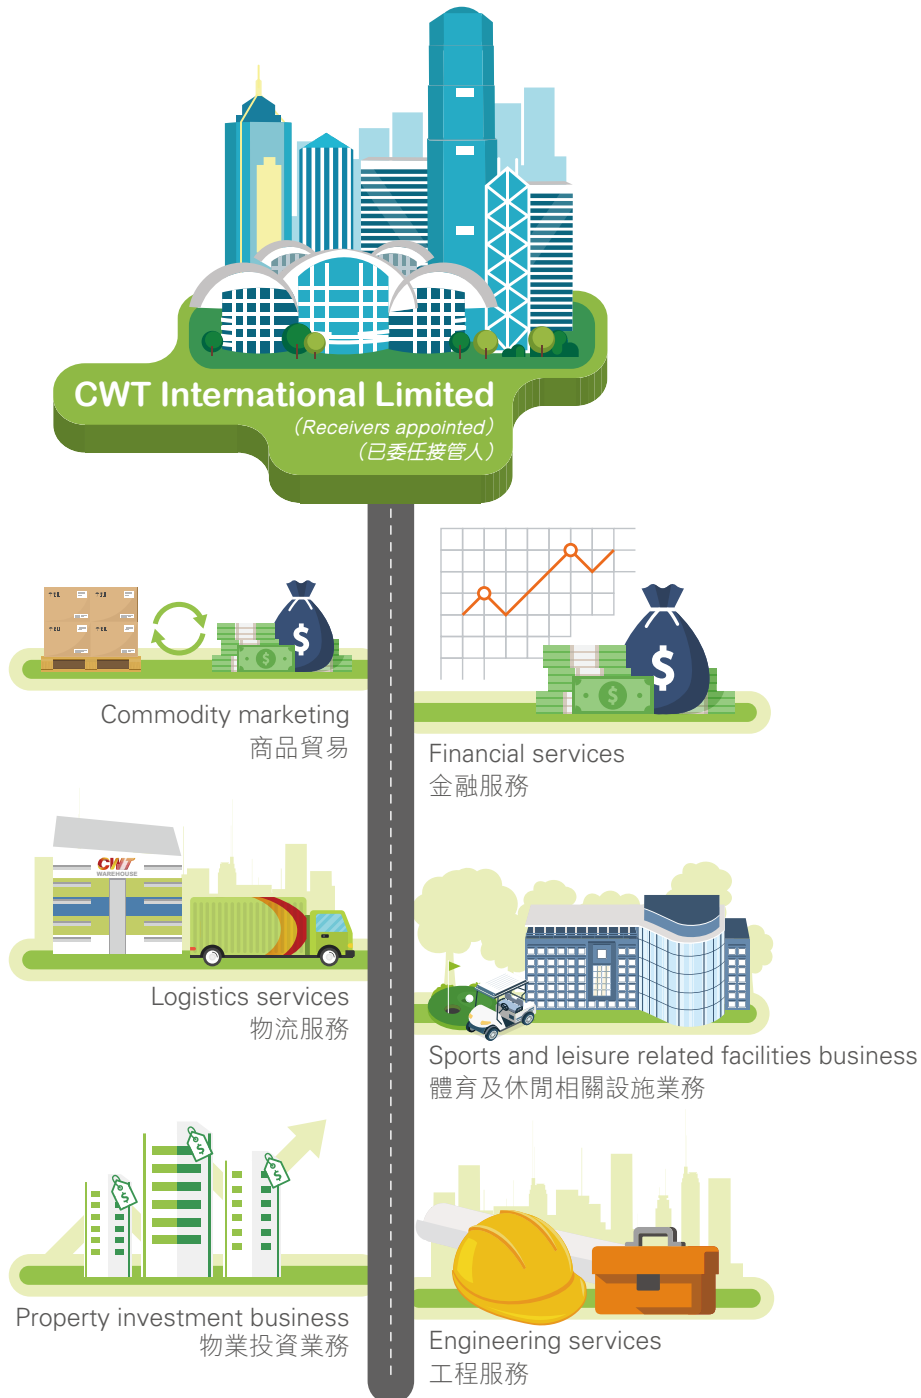 CWT International Limited
(Receivers appointed)
(已委任接管人)
$
$
Commodity marketing
商品貿易
$
$
Financial services
金融服務
CWT
WAREHOUSE
Logistics services
物流服務
Sports and leisure related facilities business
體育及休閒相關設施業務
$
$
$
Property investment business
物業投資業務
Engineering services
工程服務